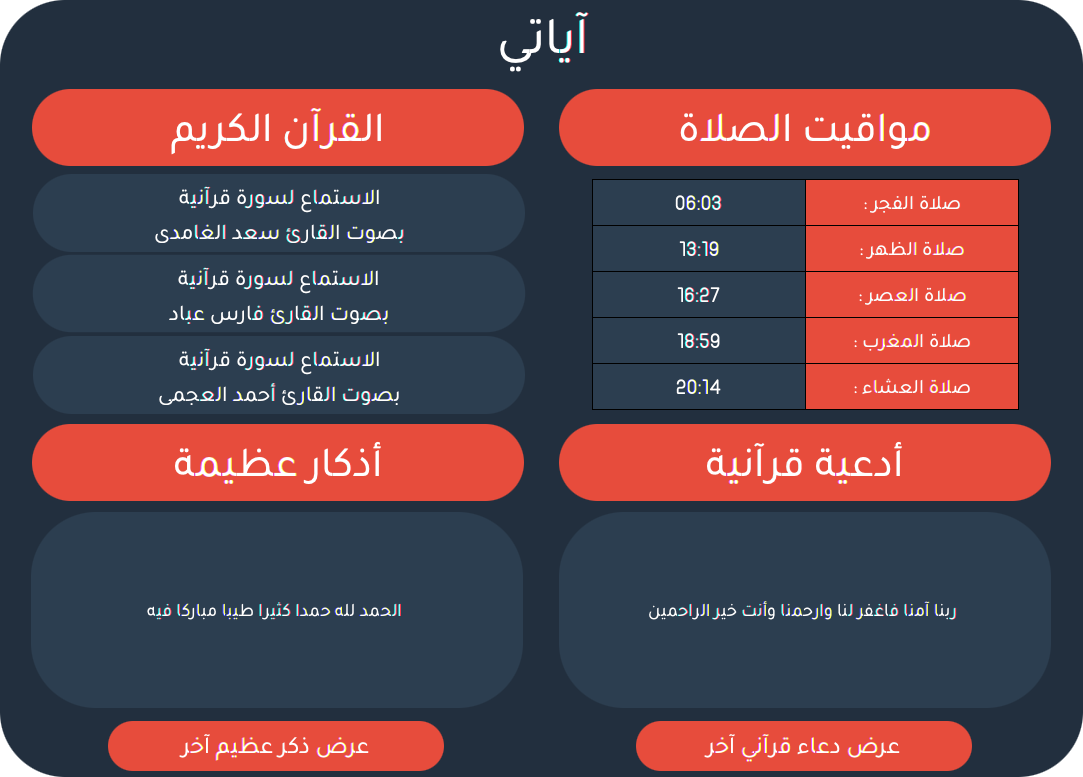 آياتي
مواقيت الصلاة
صلاة الفجر : 06:03
صلاة الظهر : 13:19
صلاة العصر : 16:27
صلاة المغرب : 18:59
صلاة العشاء : 20:14
القرآن الكريم
الاستماع لسورة قرآنية
بصوت القارئ سعد الغامدى
الاستماع لسورة قرآنية
بصوت القارئ فارس عباد
الاستماع لسورة قرآنية
بصوت القارئ أحمد العجمى
أدعية قرآنية
ربنا آمنا فاغفر لنا وارحمنا وأنت خير الراحمين
عرض دعاء قرآني آخر
أذكار عظيمة
الحمد لله حمدا كثيرا طيبا مباركا فيه
عرض ذكر عظيم آخر